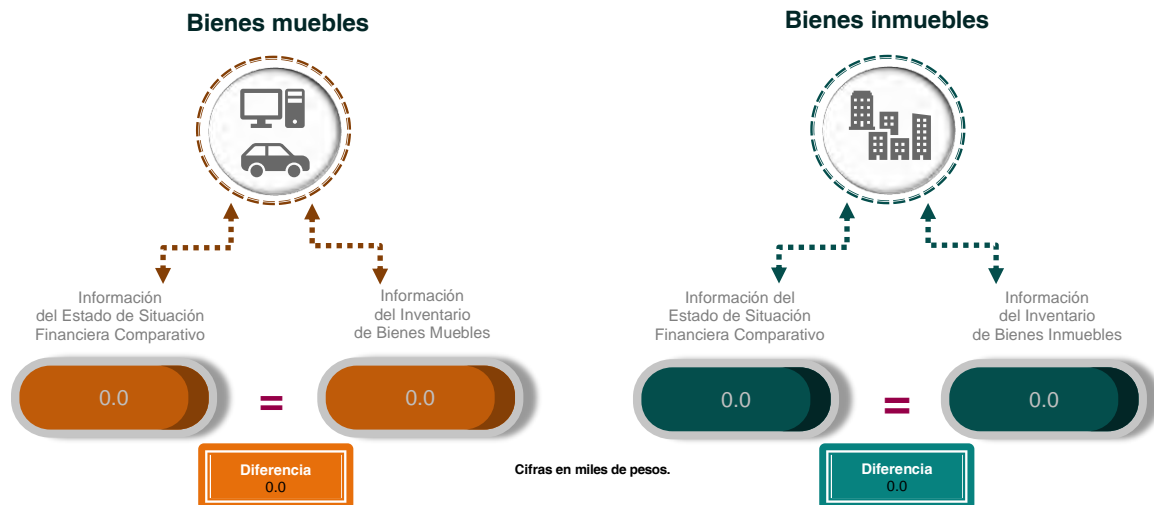 Bienes muebles
Información
del Estado de Situación
Financiera Comparativo
Información
del Inventario
de Bienes Muebles
0.0
=
0.0
Diferencia
0.0
Cifras en miles de pesos.
Bienes inmuebles
Información del
Estado de Situación
Financiera Comparativo
Información
del Inventario
de Bienes Inmuebles
0.0
=
0.0
Diferencia
0.0